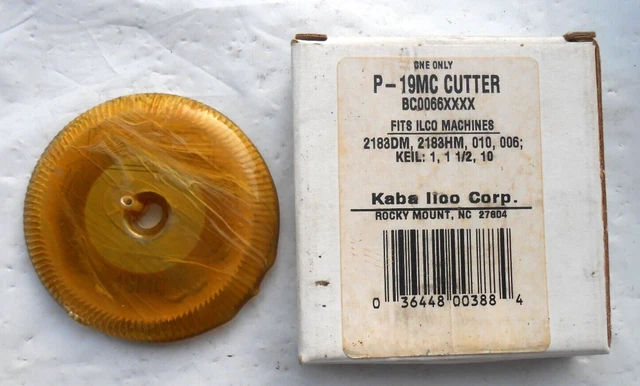 ONE ONLY
P-19MC CUTTER
BC0066XXXX
FITS ILCO MACHINES
2183DM, 2183HM, 010, 006;
KEIL: 1, 1 1/2, 10
Kaba Ilco Corp.
ROCKY MOUNT, NC 27804
0 36448 00388 4